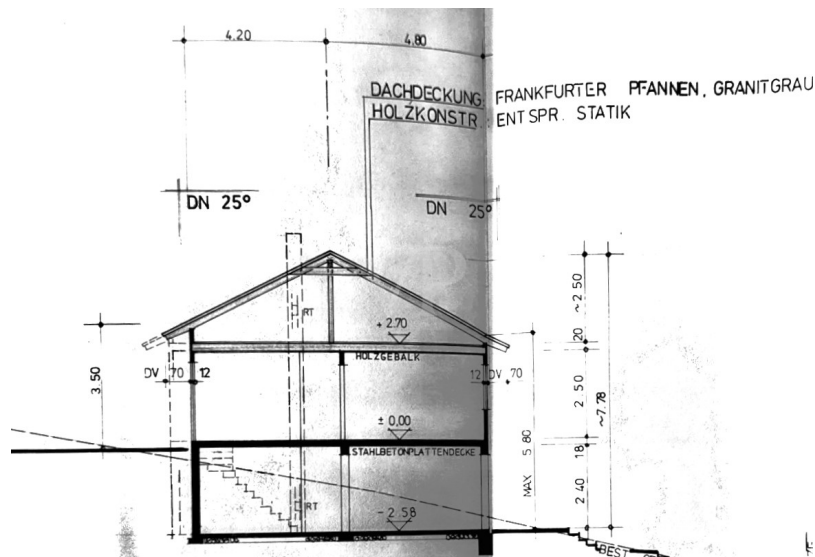 4.20
4.80
DACHDECKUNG FRANKFURTER PFANNEN, GRANITGRAU
HOLZKONSTR. ENTSPR. STATIK
DN 25°
DN 25°
RT
+2.70
HOLZGEBALK
~2.50
20
3.50
DV .70 12
12 DV .70
2.50
~7.78
± 0,00
STAHLBETONPLATTENDECKE
MAX 5.80
18
2.40
RT
-2.58
BEST